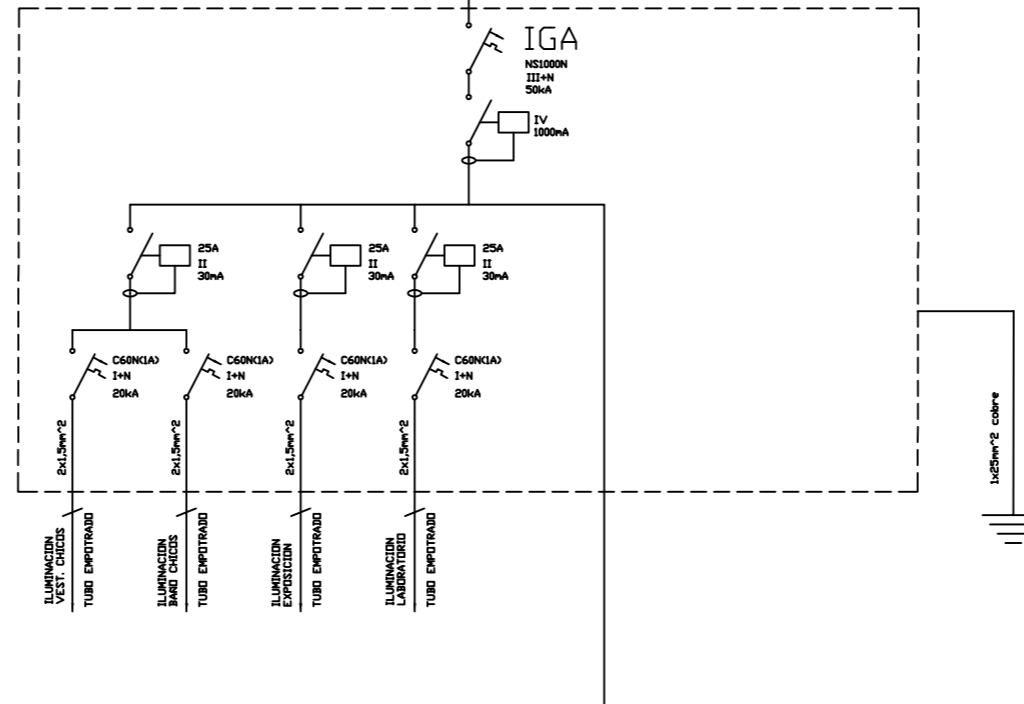 IGA
NS1000N
III+N
50kA
IV
1000mA
25A
II
30mA
25A
II
30mA
25A
II
30mA
C60N(1A)
I+N
20kA
C60N(1A)
I+N
20kA
C60N(1A)
I+N
20kA
C60N(1A)
I+N
20kA
2x1,5mm^2
2x1,5mm^2
2x1,5mm^2
2x1,5mm^2
1x25mm^2 cobre
ILUMINACION
VEST. CHICOS
TUBO EMPOTRADO
ILUMINACION
BAÑO CHICOS
TUBO EMPOTRADO
ILUMINACION
EXPOSICION
TUBO EMPOTRADO
ILUMINACION
LABORATORIO
TUBO EMPOTRADO